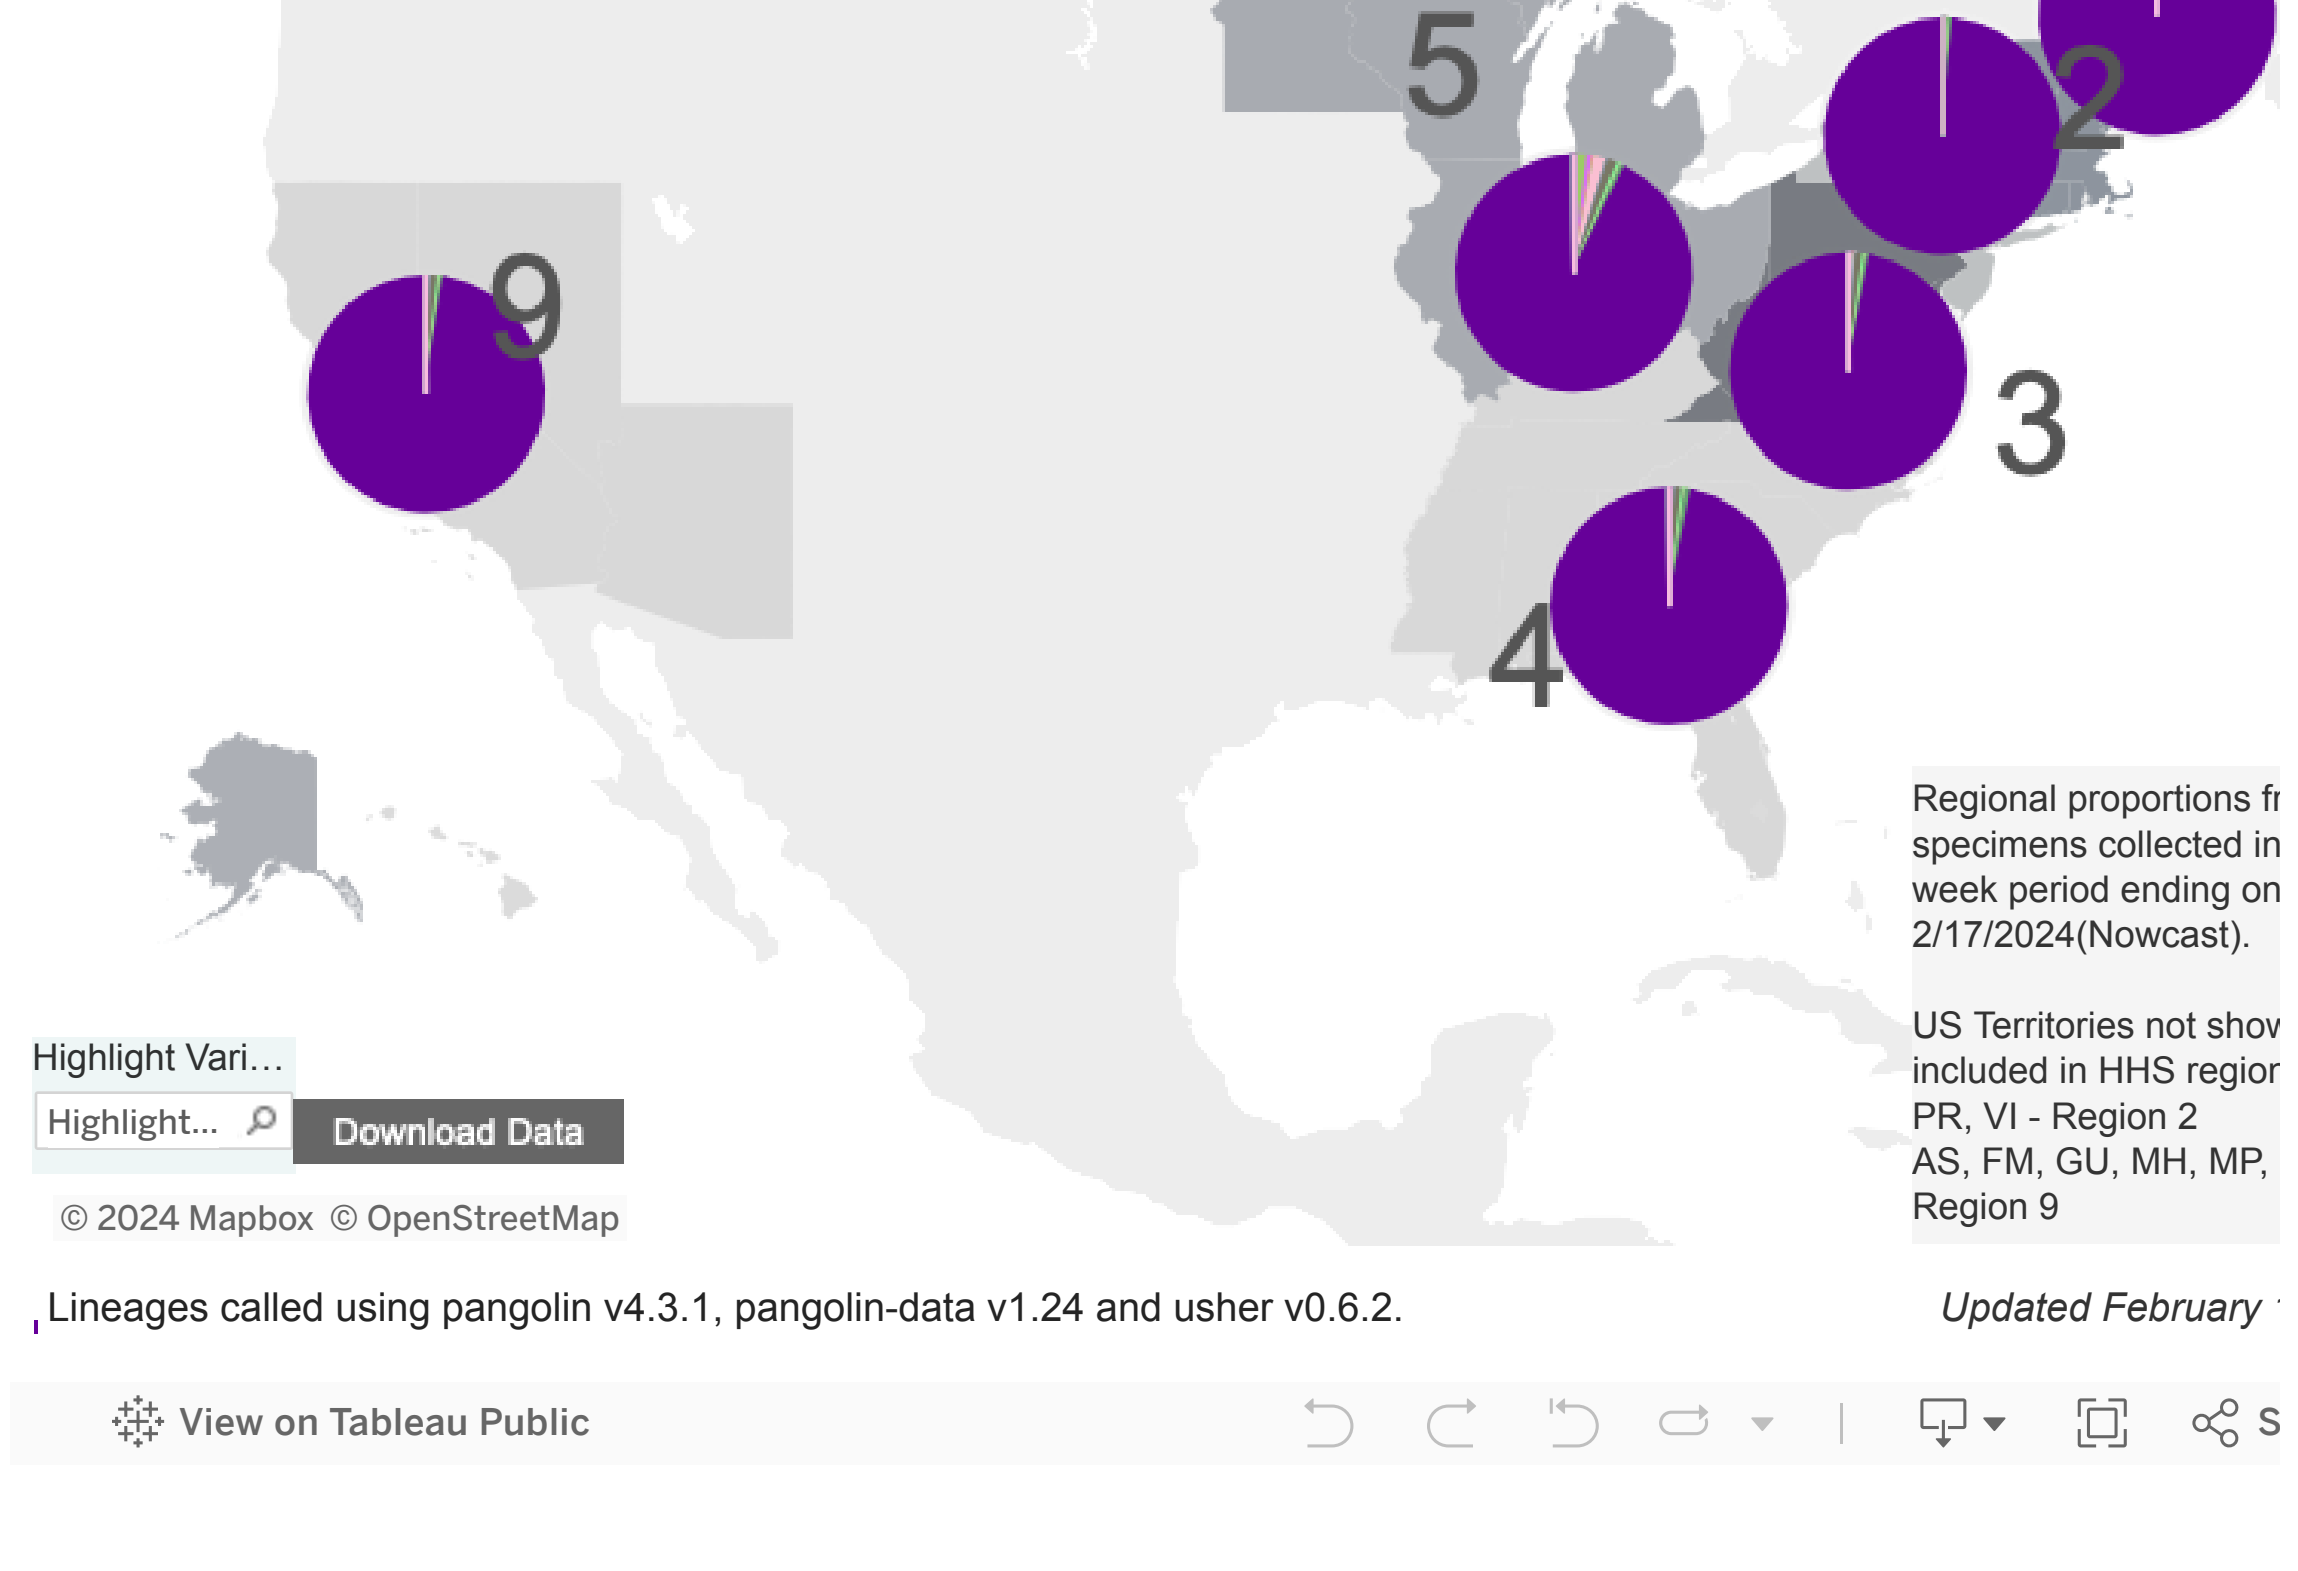 5
2
9
3
4
Regional proportions
specimens collected in
week period ending on
2/17/2024(Nowcast).
US Territories not
included in HHS
PR, VI - Region 2
AS, FM, GU, MH, MP,
Region 9
Highlight Vari...
Highlight...
Download Data
© 2024 Mapbox © OpenStreetMap
Lineages called using pangolin v4.3.1, pangolin-data v1.24 and usher v0.6.2.
Updated February
View on Tableau Public